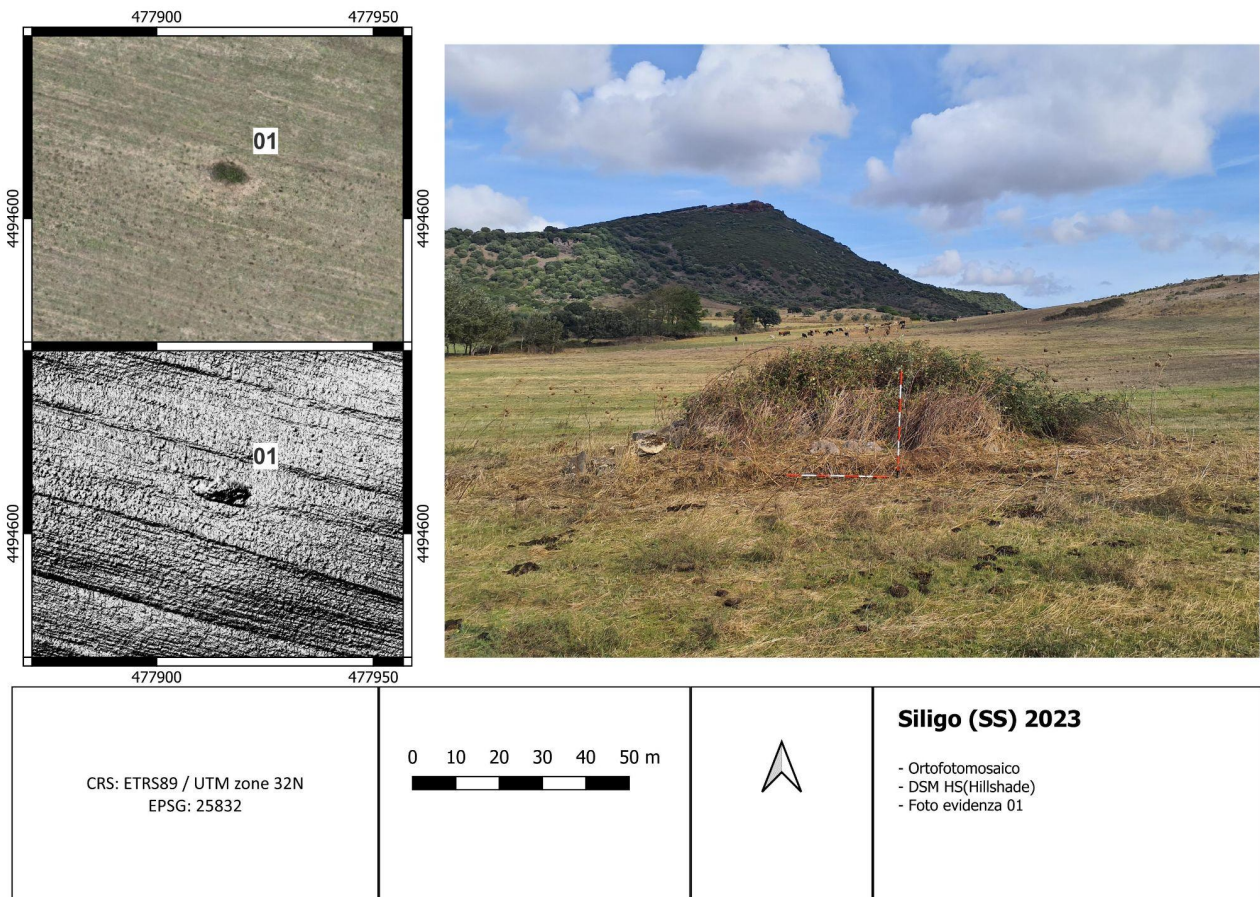 477900 477950
01
4494600 4494600
01
4494600 4494600
477900 477950
CRS: ETRS89 / UTM zone 32N
EPSG: 25832
0 10 20 30 40 50 m
Siligo (SS) 2023
- Ortofotomosaico
- DSM HS(Hillshade)
- Foto evidenza 01